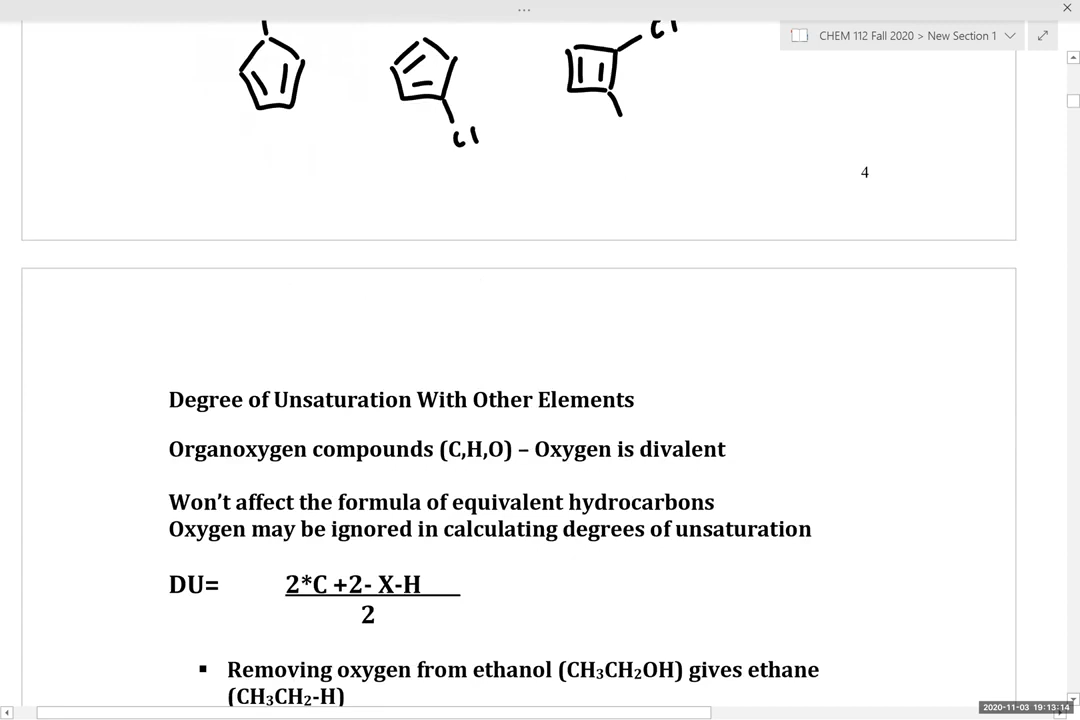 Cl
CHEM 112 Fall 2020 > New Section 1
Cl
4
Degree of Unsaturation With Other Elements
Organoxygen compounds (C,H,O) – Oxygen is divalent
Won’t affect the formula of equivalent hydrocarbons
Oxygen may be ignored in calculating degrees of unsaturation
DU= 2*C +2- X-H
2
▪ Removing oxygen from ethanol (CH₃CH₂OH) gives ethane
(CH₃CH₂-H)
2020-11-03 19:13:14